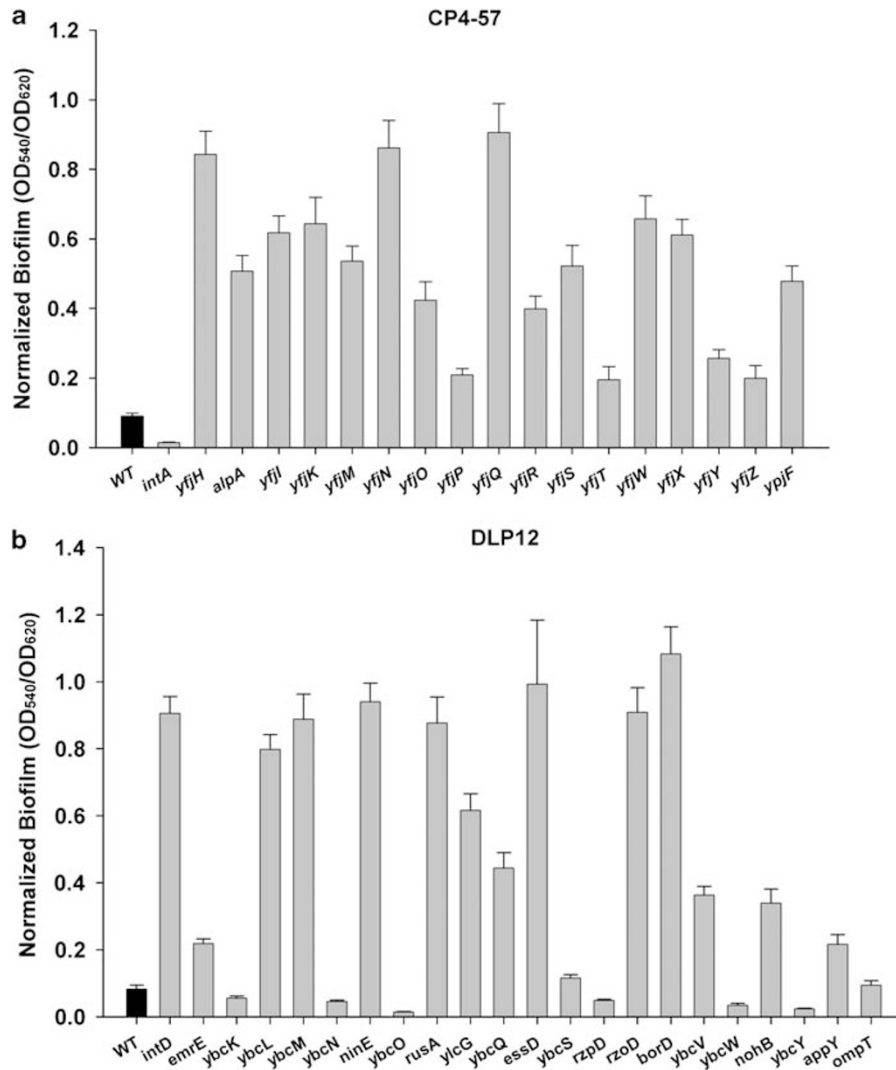 a
CP4-57
Normalized Biofilm (OD540/OD620)
1.2
1.0
0.8
0.6
0.4
0.2
0.0
WT intA yfjH alpA yfjI yfjK yfjM yfjN yfjO yfjP yfjQ yfjR yfjS yfjT yfjW yfjX yfjY yfjZ ypjF
b
DLP12
Normalized Biofilm (OD540/OD620)
1.4
1.2
1.0
0.8
0.6
0.4
0.2
0.0
WT intD emrE ybcK ybcL ybcM ybcN ninE ybcO rusA ylcG ybcQ essD ybcS rzpD rzoD borD ybcV ybcW nohB ybcY appY ompT